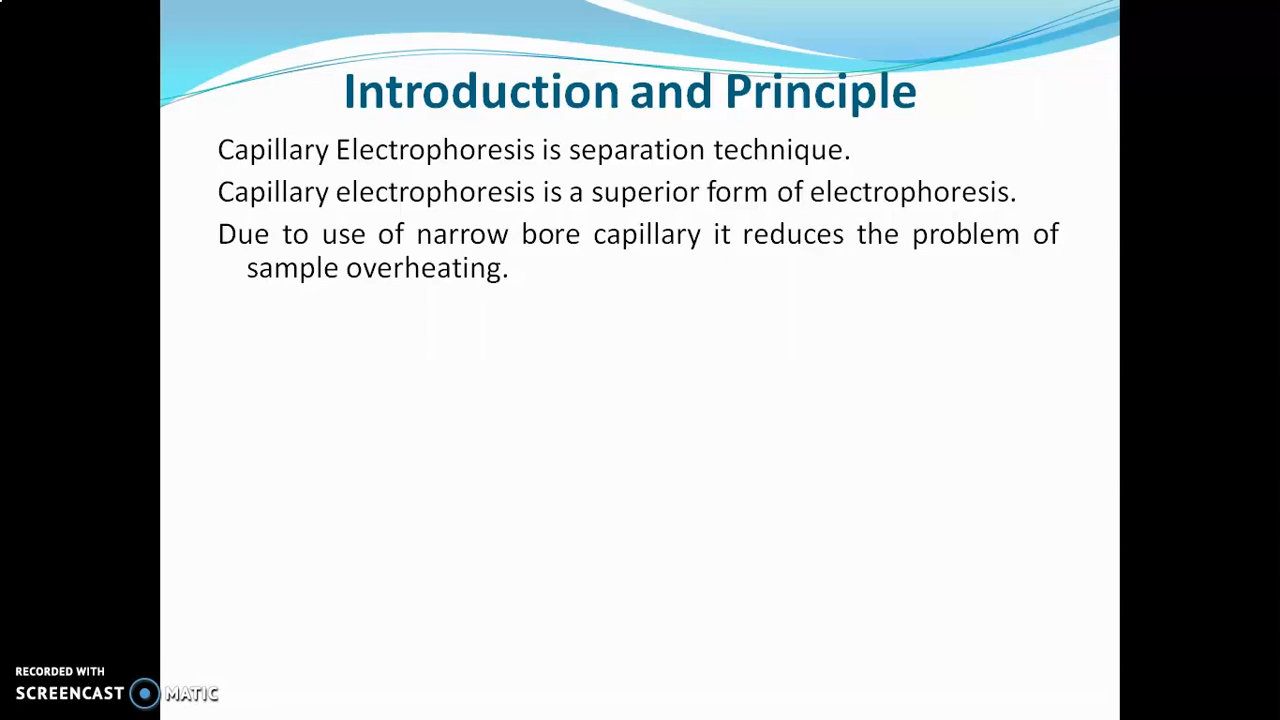 Introduction and Principle
Capillary Electrophoresis is separation technique.
Capillary electrophoresis is a superior form of electrophoresis.
Due to use of narrow bore capillary it reduces the problem of
sample overheating.
RECORDED WITH
SCREENCAST MATIC